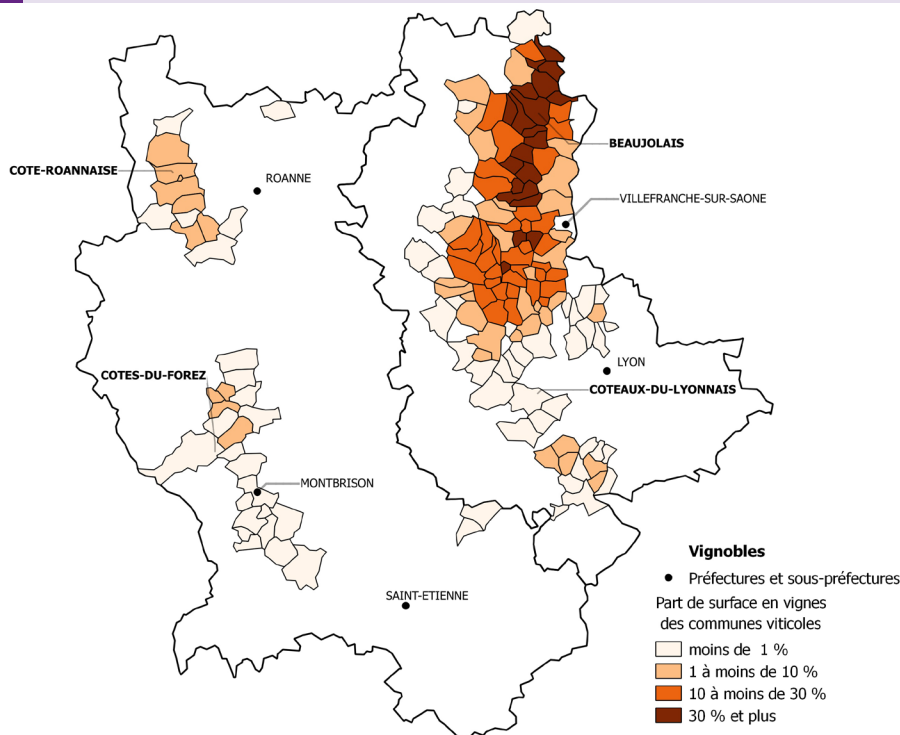 BEAUJOLAIS
COTE-ROANNAISE
ROANNE
VILLEFRANCHE-SUR-SAONE
LYON
COTES-DU-FOREZ
COTEAUX-DU-LYONNAIS
MONTBRISON
SAINT-ETIENNE
Vignobles
Préfectures et sous-préfectures
Part de surface en vignes
des communes viticoles
moins de 1 %
1 à moins de 10 %
10 à moins de 30 %
30 % et plus